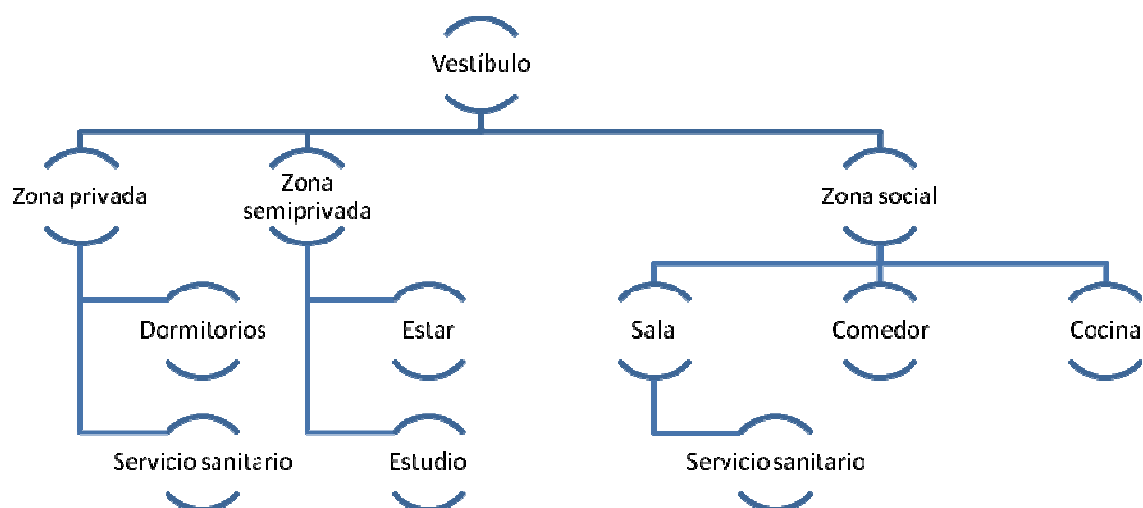 Vestíbulo
Zona privada
Zona
semiprivada
Zona social
Dormitorios
Estar
Sala
Comedor
Cocina
Servicio sanitario
Estudio
Servicio sanitario